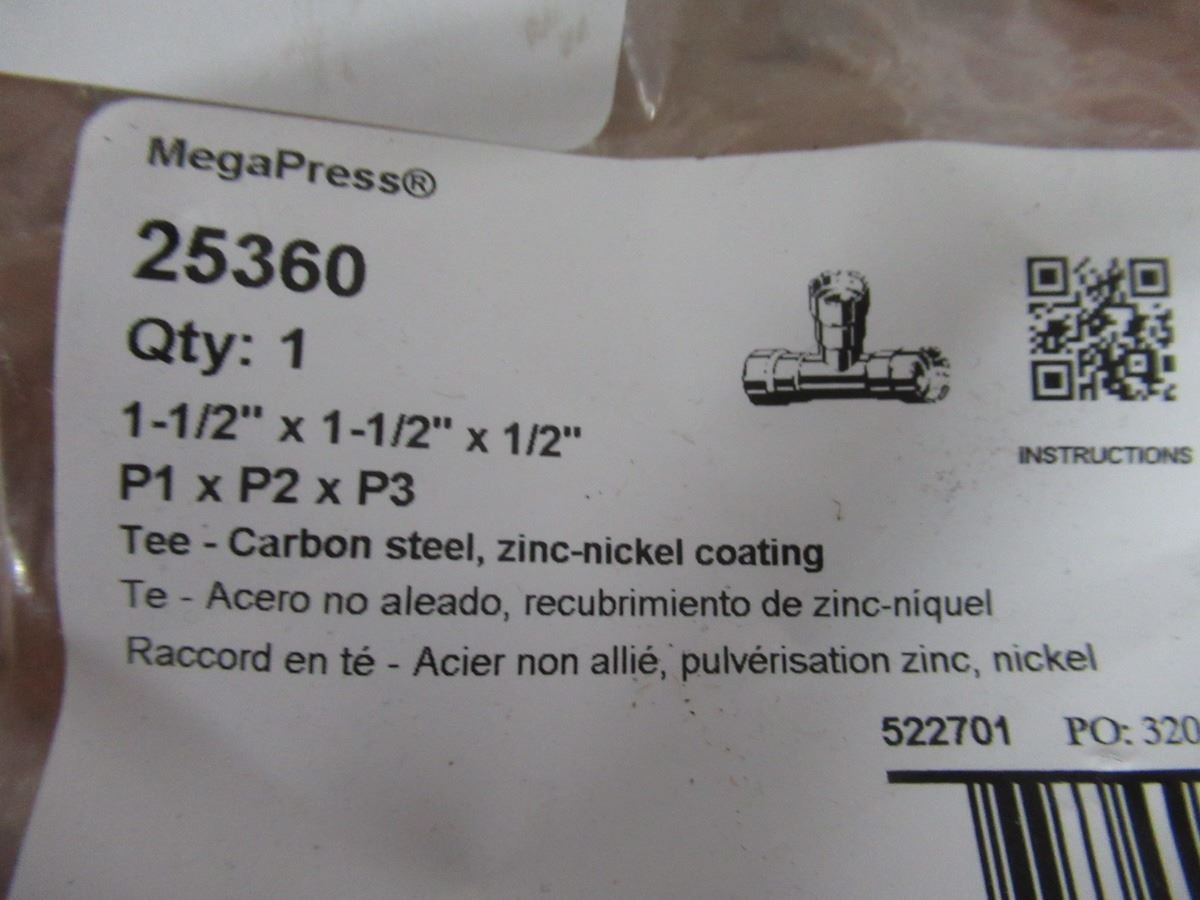 MegaPress®
25360
Qty: 1
1-1/2" x 1-1/2" x 1/2"
P1 x P2 x P3
INSTRUCTIONS
Tee - Carbon steel, zinc-nickel coating
Te - Acero no aleado, recubrimiento de zinc-níquel
Raccord en té - Acier non allié, pulvérisation zinc, nickel
522701 PO: 320